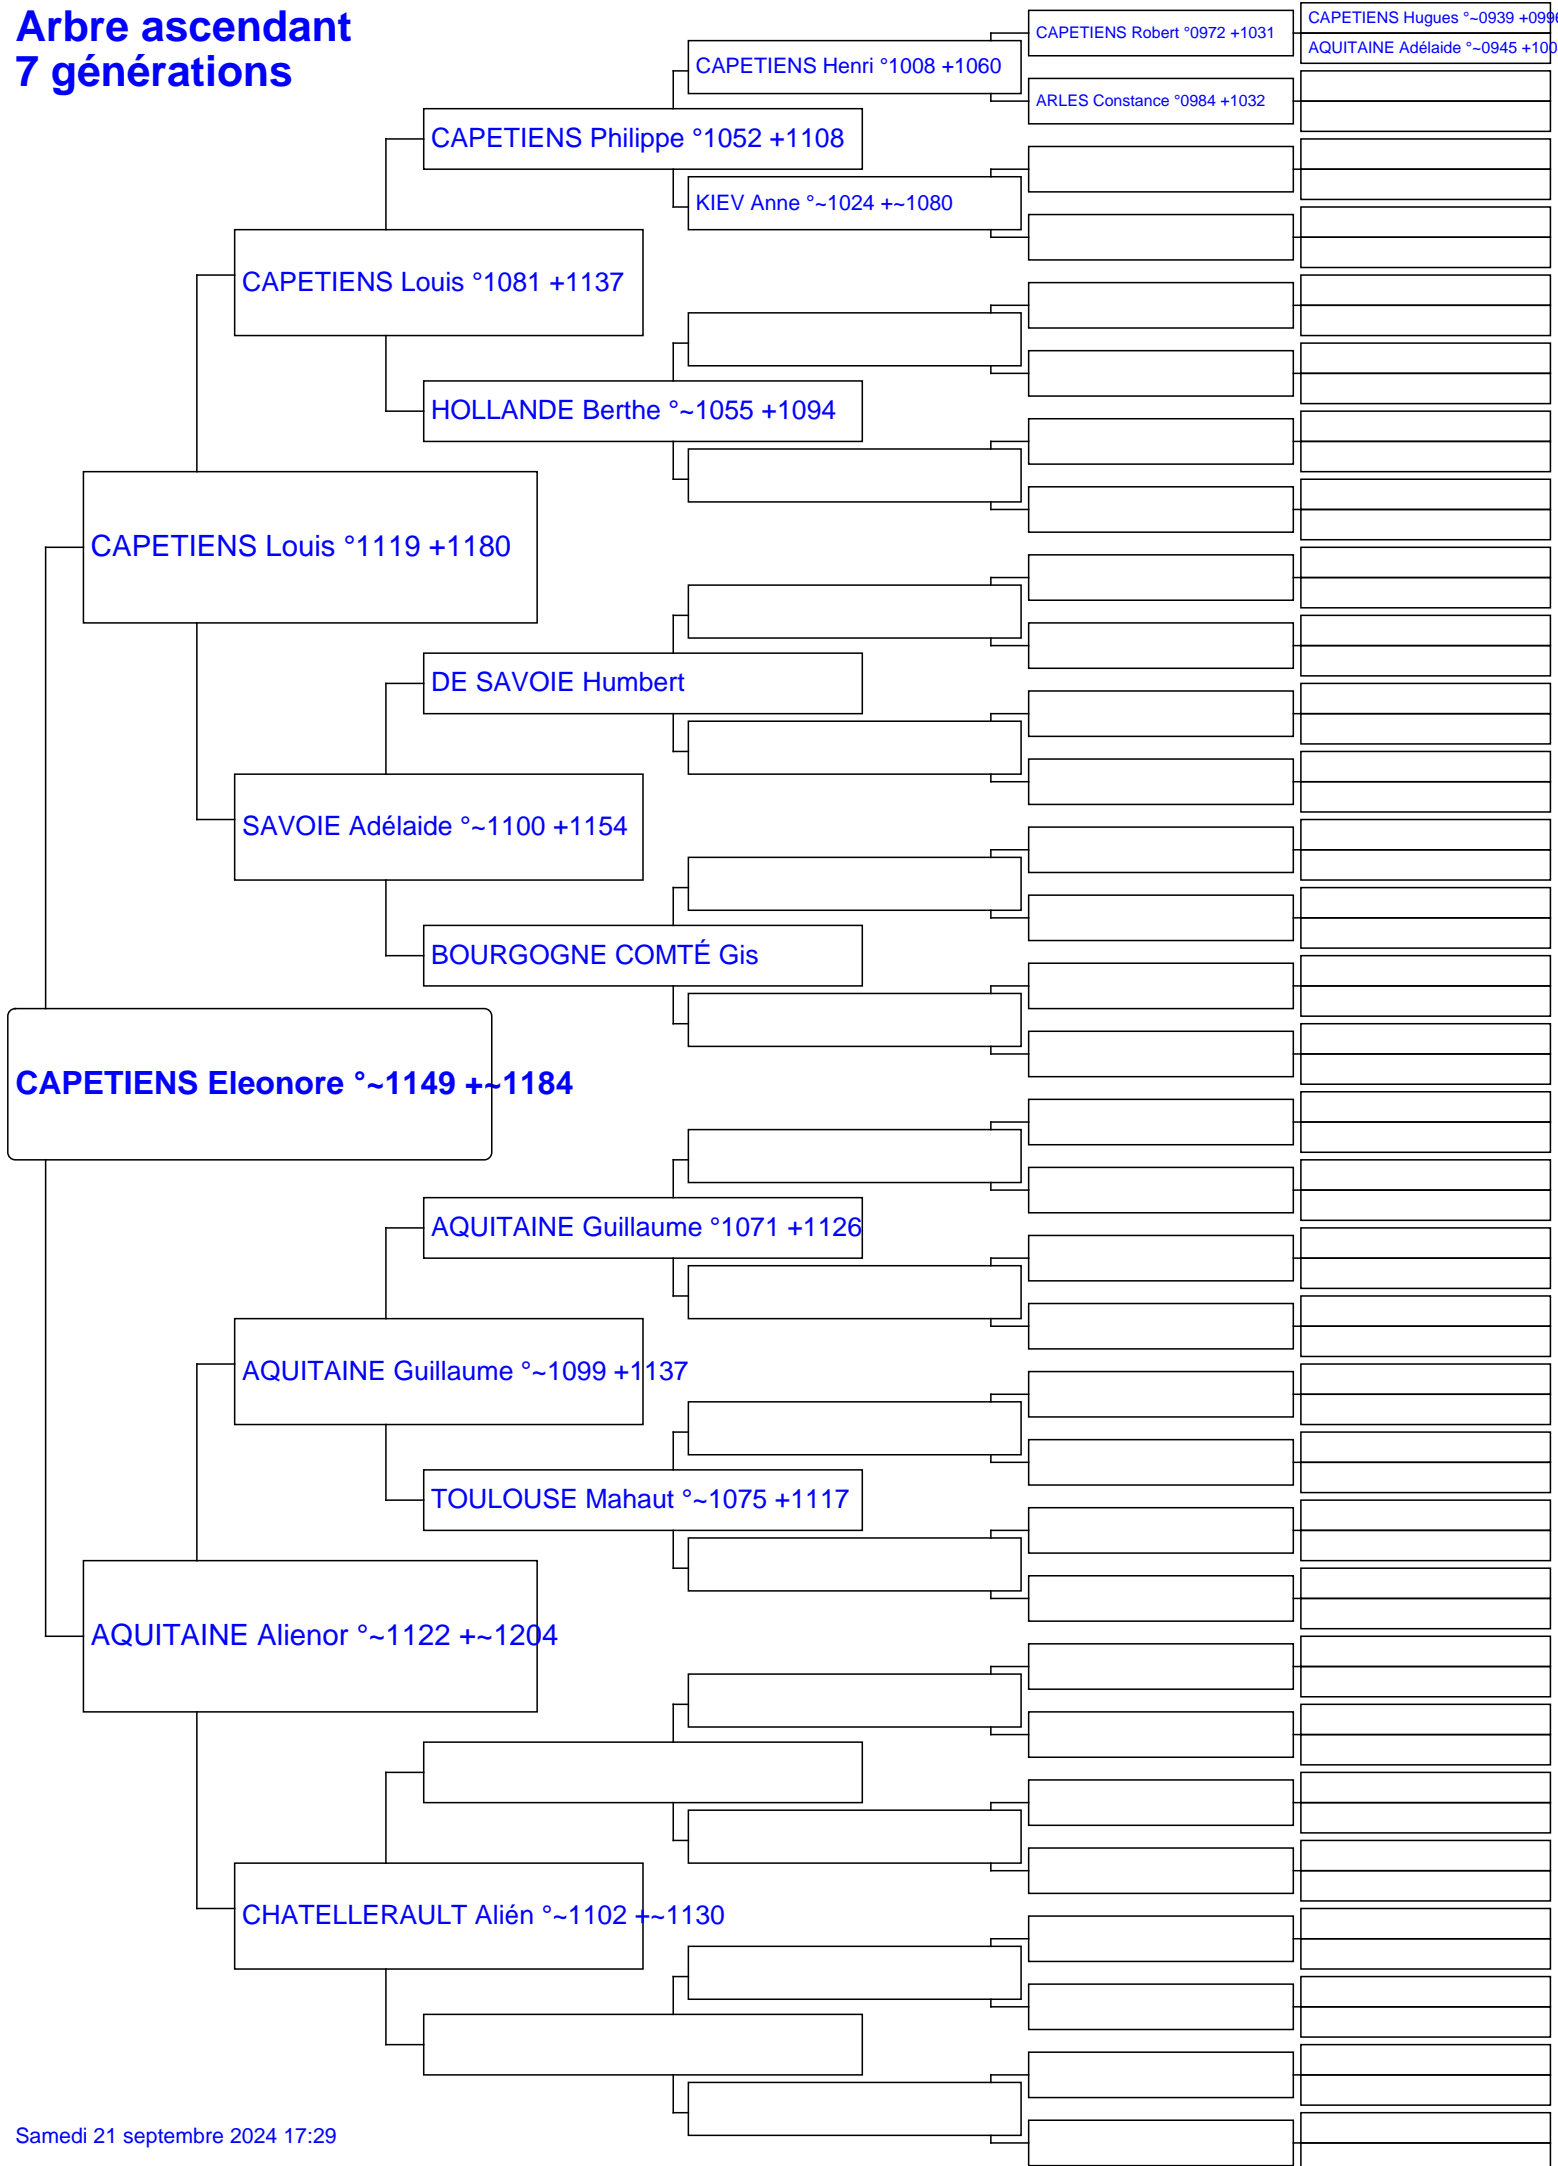 Arbre ascendant
7 générations
CAPETIENS Hugues °~0939 +0996
CAPETIENS Robert °0972 +1031
AQUITAINE Adélaide °~0945 +100
CAPETIENS Henri °1008 +1060
ARLES Constance °0984 +1032
CAPETIENS Philippe °1052 +1108
KIEV Anne °~1024 +~1080
CAPETIENS Louis °1081 +1137
HOLLANDE Berthe °~1055 +1094
CAPETIENS Louis °1119 +1180
DE SAVOIE Humbert
SAVOIE Adélaide °~1100 +1154
BOURGOGNE COMTÉ Gis
CAPETIENS Eleonore °~1149 +~1184
AQUITAINE Guillaume °1071 +1126
AQUITAINE Guillaume °~1099 +1137
TOULOUSE Mahaut °~1075 +1117
AQUITAINE Alienor °~1122 +~1204
CHATELLERAULT Alién °~1102 +~1130
Samedi 21 septembre 2024 17:29